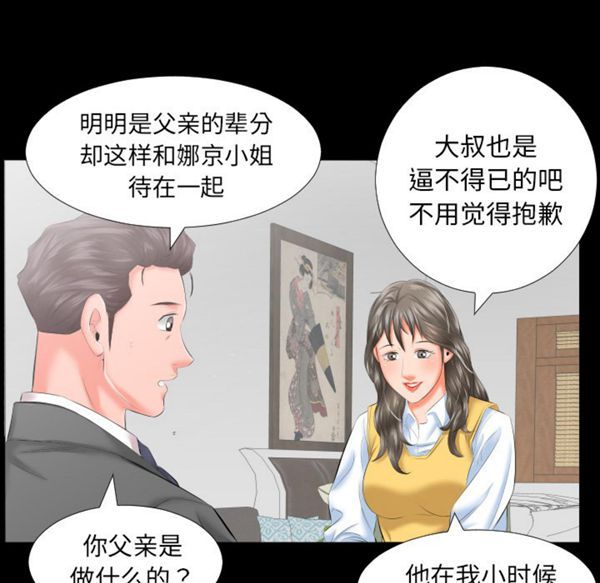 明明是父亲的辈分
却这样和娜京小姐
待在一起
大叔也是
逼不得已的吧
不用觉得抱歉
你父亲是
做什么的？
他在我小时候